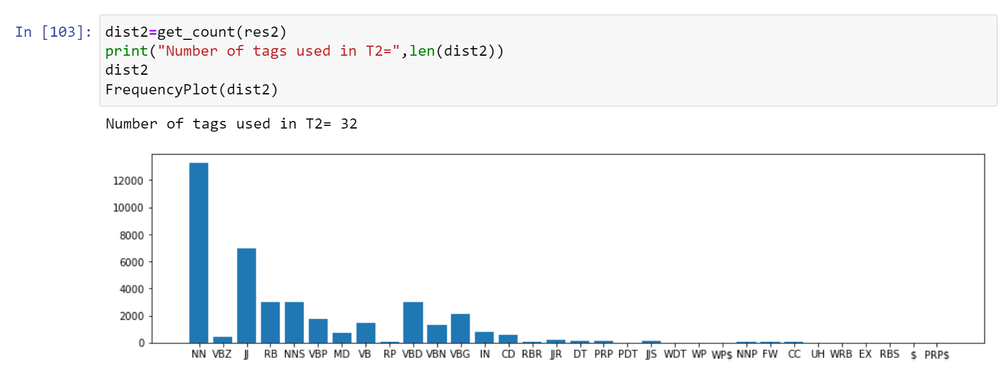 In [103]: dist2=get_count(res2)
print("Number of tags used in T2=",len(dist2))
dist2
FrequencyPlot(dist2)
Number of tags used in T2= 32
12000
10000
8000
6000
4000
2000
0
NN VBZ JJ RB NNS VBP MD VB RP VBD VBN VBG IN CD RBR JJR DT PRP PDT JJS WDT WP WP$ NNP FW CC UH WRB EX RBS $ PRP$